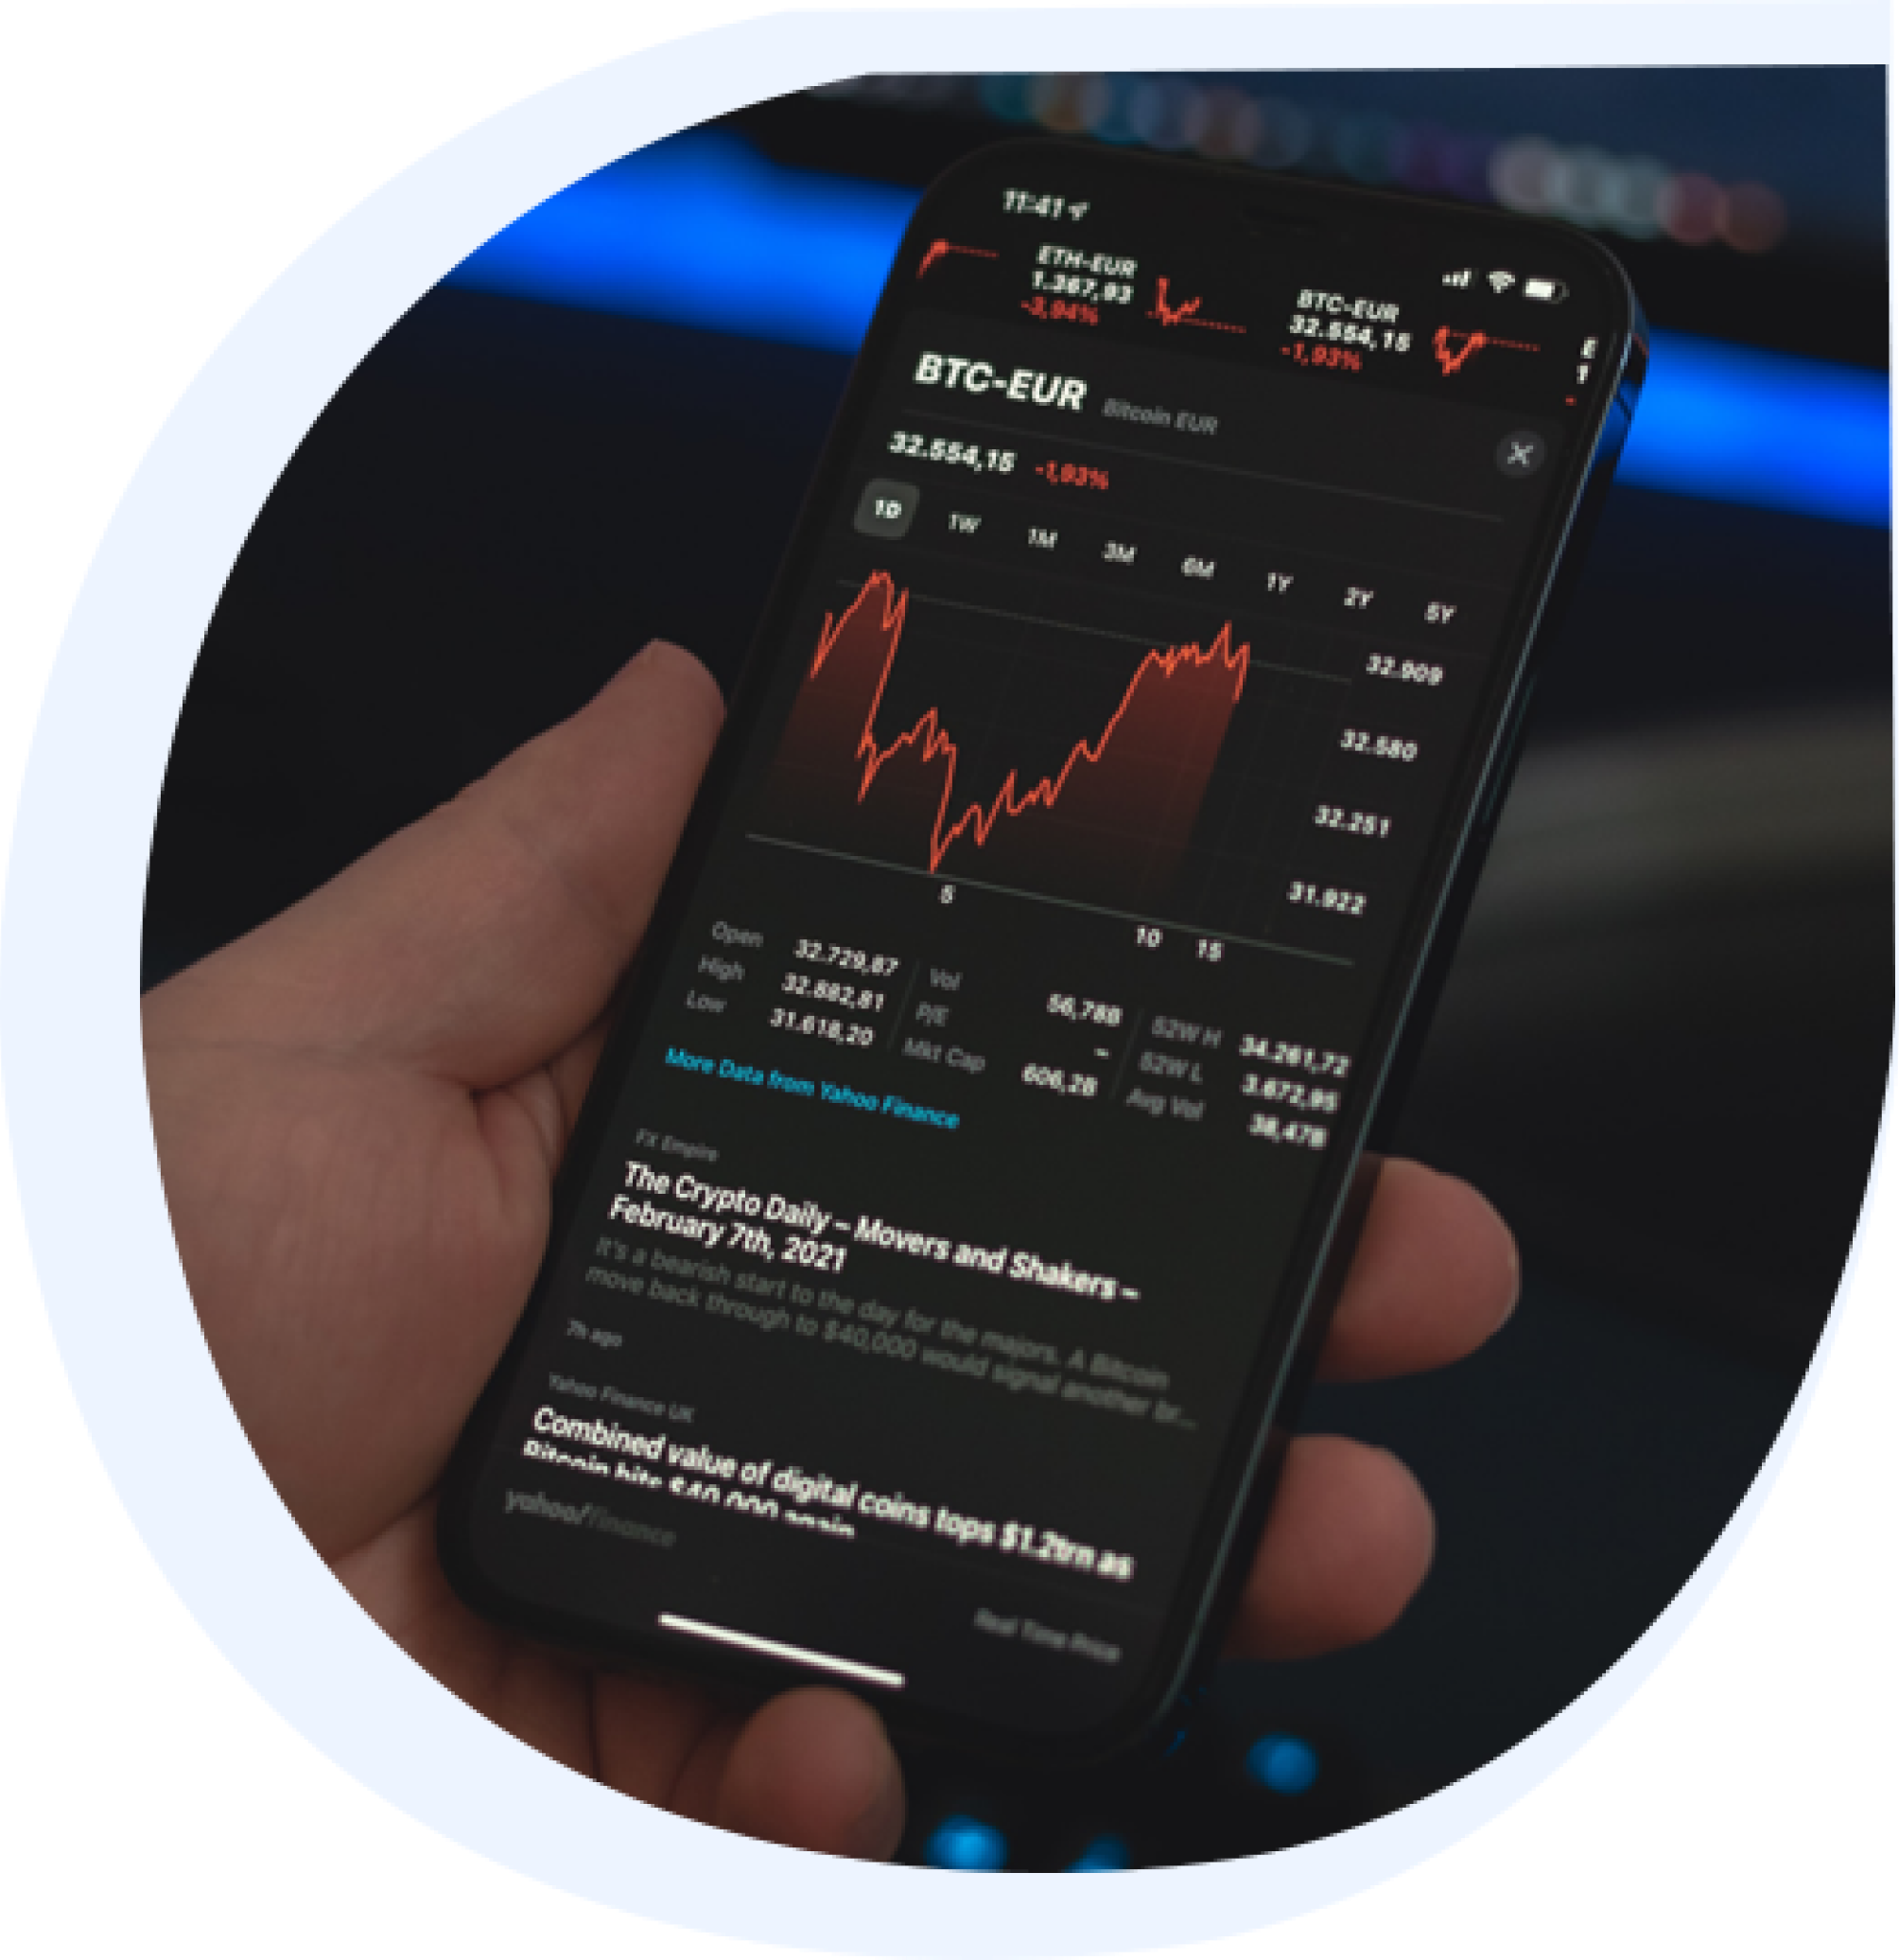 11:41
ETH-EUR
1.367,93
-3,94%
BTC-EUR
32.554,15
-1,93%
BTC-EUR Bitcoin EUR
32.554,15 -1,93%
1D 1W 1M 3M 6M 1Y 2Y 5Y
32.909
32.580
32.251
31.922
5 10 15
Open 32.729,87
High 32.882,81
Low 31.618,20
Vol 56,78B
P/E –
Mkt Cap 606,2B
52W H 34.261,72
52W L 3.672,95
Avg Vol 38,47B
More Data from Yahoo Finance
FX Empire
The Crypto Daily – Movers and Shakers –
February 7th, 2021
It's a bearish start to the day for the majors. A Bitcoin
move back through to $40,000 would signal another br...
7h ago
Yahoo Finance UK
Combined value of digital coins tops $1.2trn as
Bitcoin hits $40,000 again
yahoo/finance
Real Time Price